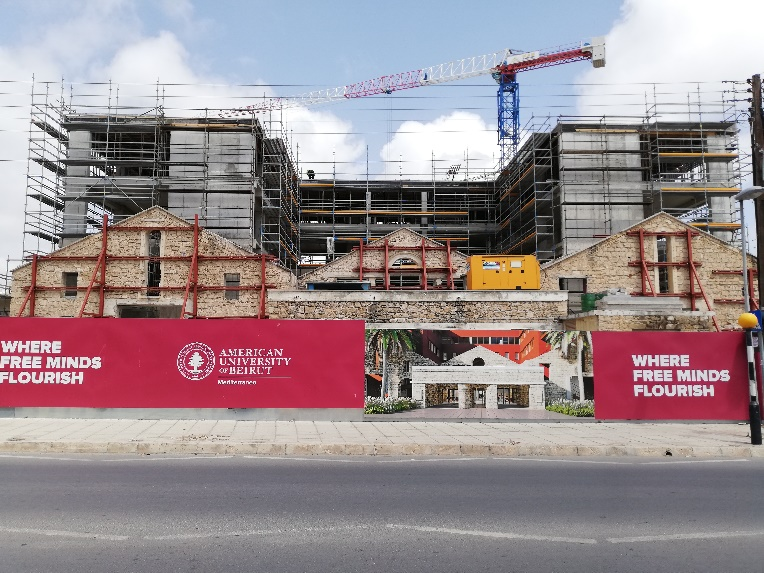 WHERE
FREE MINDS
FLOURISH
AMERICAN
UNIVERSITY
OF BEIRUT
Mediterraneo
WHERE
FREE MINDS
FLOURISH